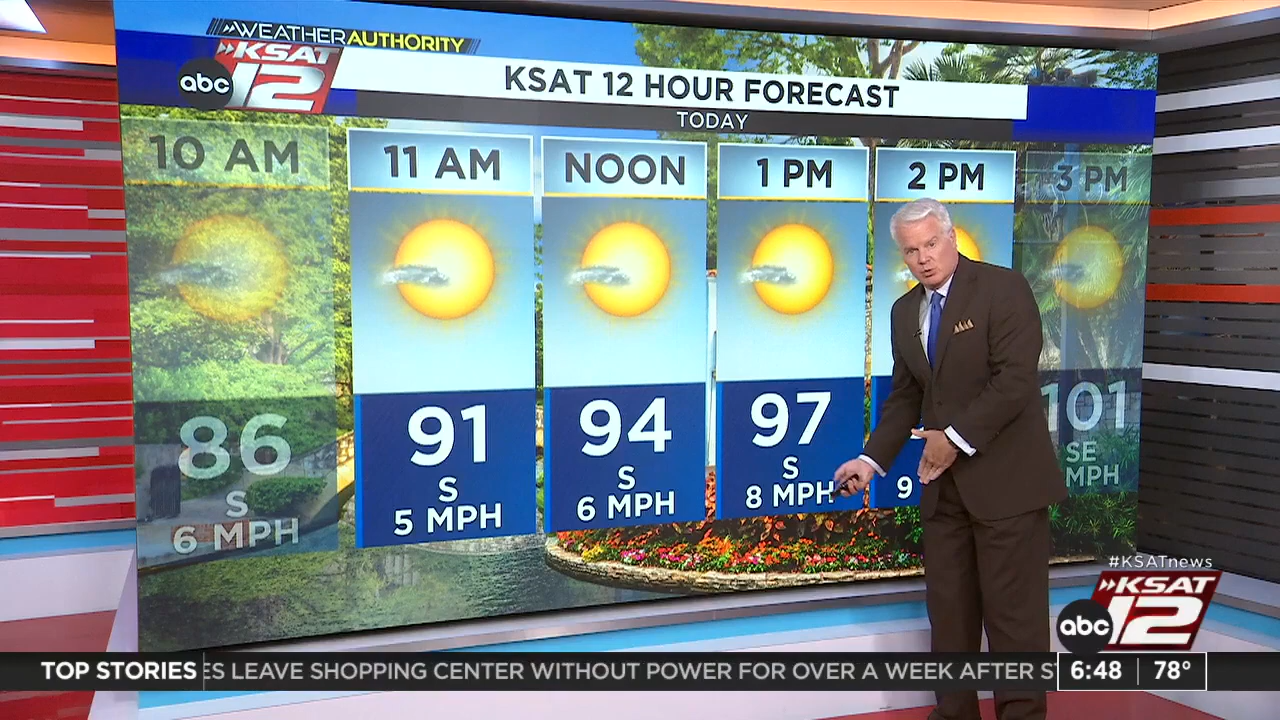 »WEATHERAUTHORITY
»KSAT
abc 12
KSAT 12 HOUR FORECAST
TODAY
10 AM
86
S
6 MPH
11 AM
91
S
5 MPH
NOON
94
S
6 MPH
1 PM
97
S
8 MPH
2 PM
9
3 PM
101
SE
MPH
#KSATnews
»KSAT
abc 12
TOP STORIES
ES LEAVE SHOPPING CENTER WITHOUT POWER FOR OVER A WEEK AFTER
6:48 78°